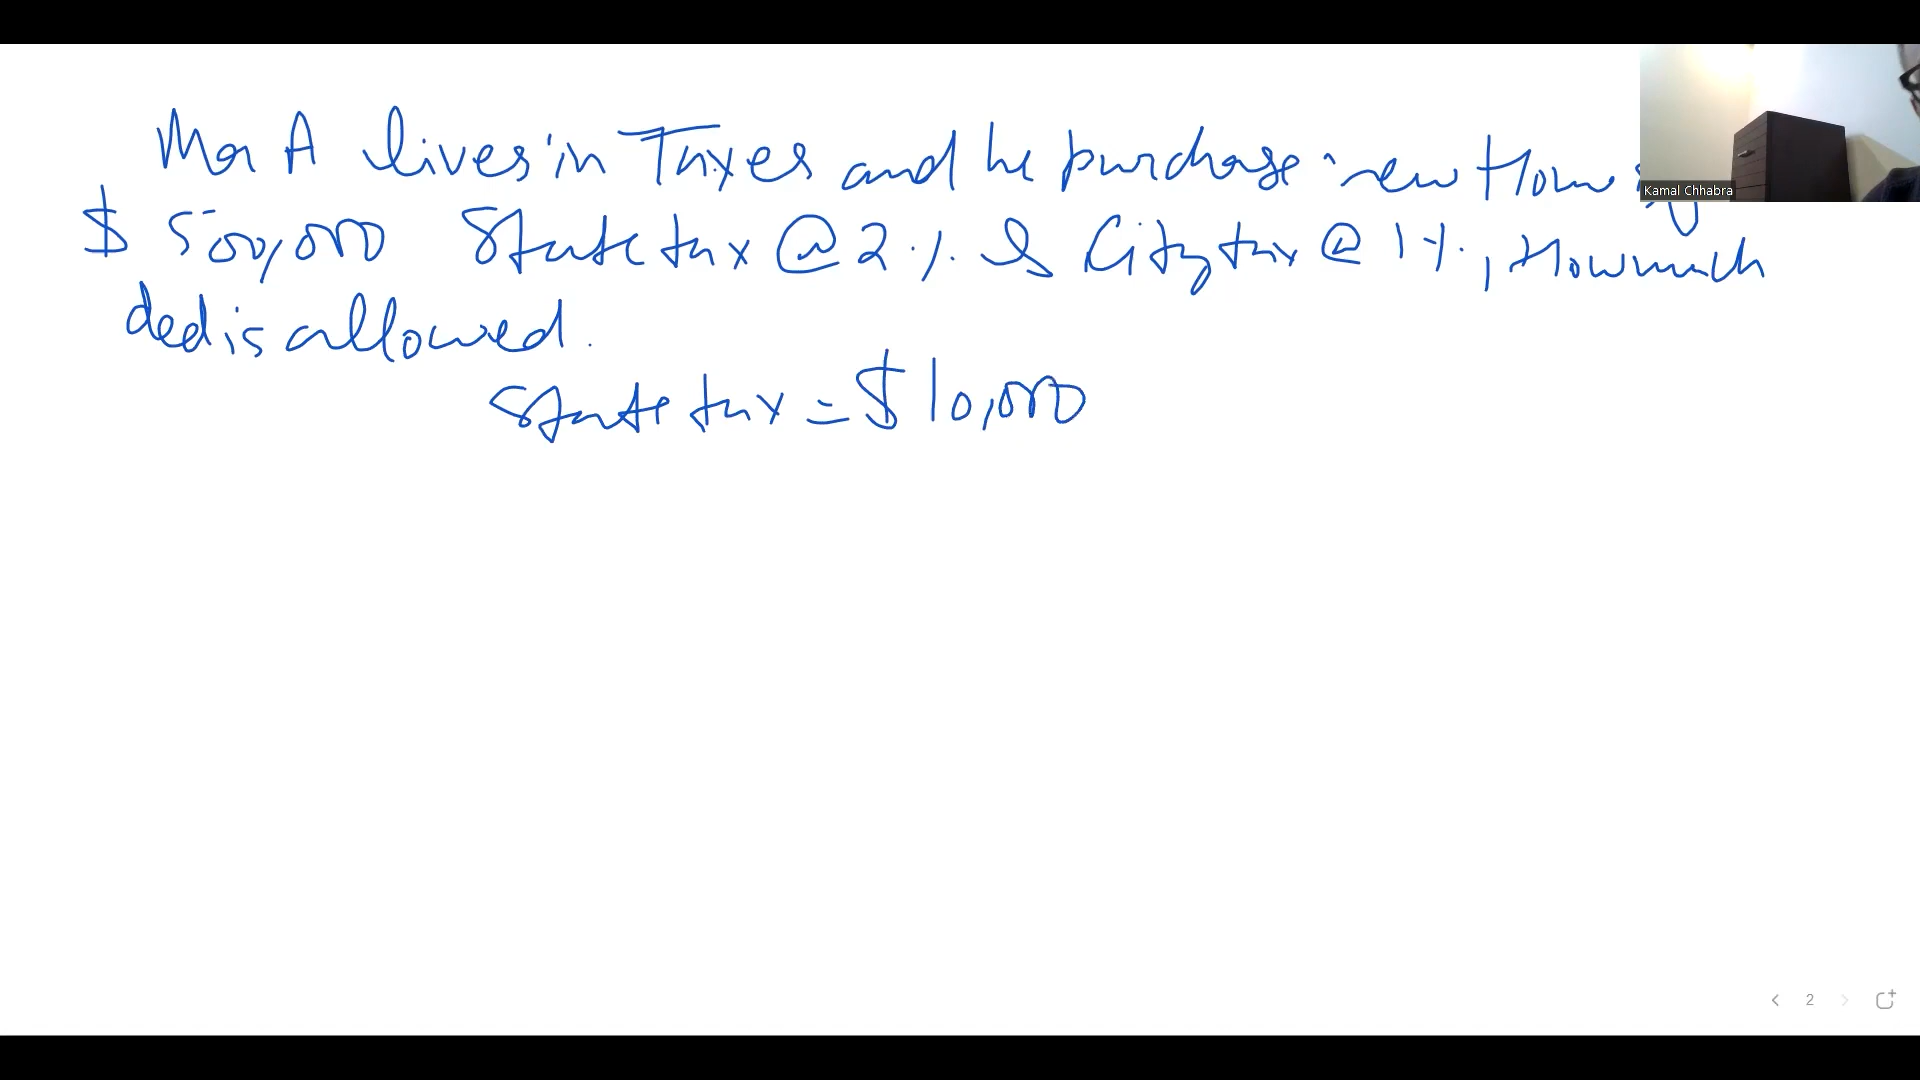 Mr A lives in Texes and he purchase new Home
$ 500,000 State tax @ 2 % & City tax @ 1 %, How much
ded is allowed.
State tax = $ 10,000
Kamal Chhabra
2